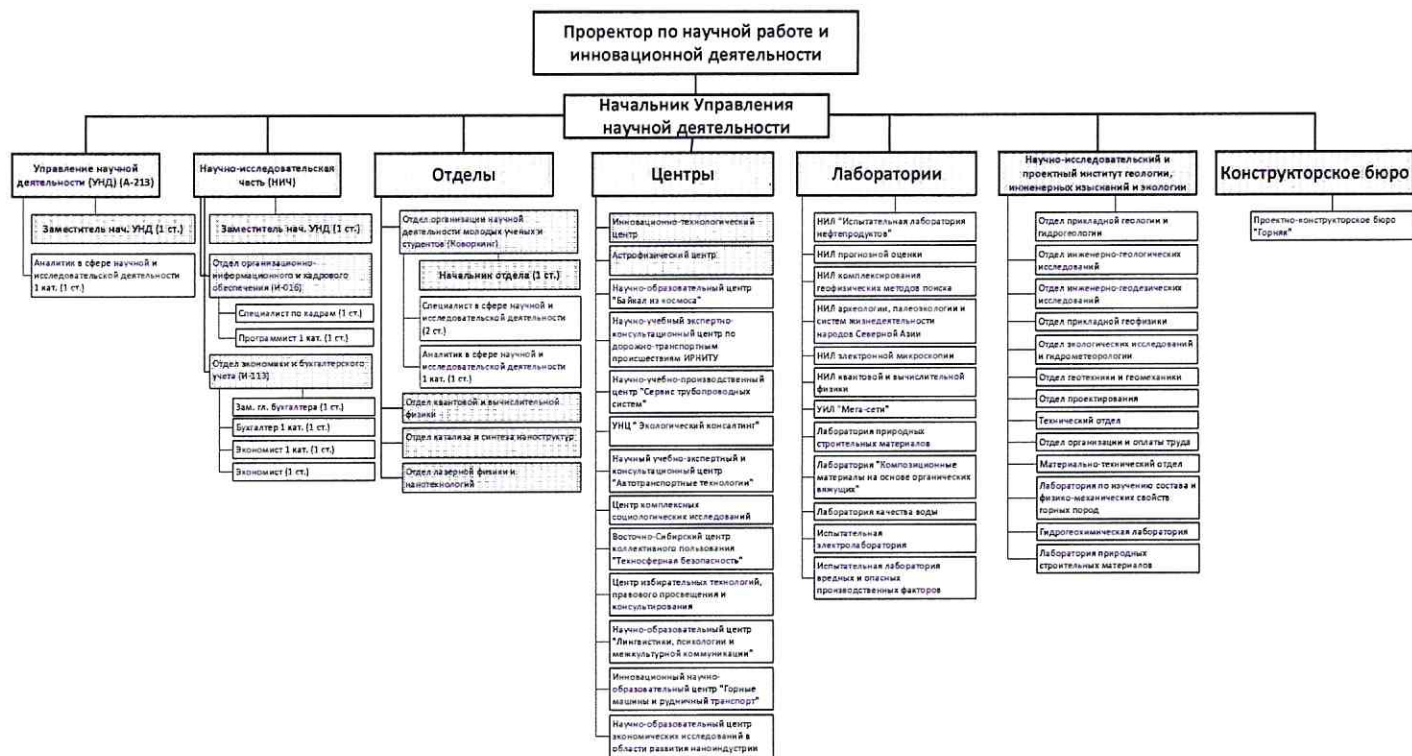 Проректор по научной работе и
инновационной деятельности
Начальник Управления
научной деятельности
Управление научной
деятельности (УНД) (А-213)
Заместитель нач. УНД (1 ст.)
Аналитик в сфере научной и
исследовательской деятельности
1 кат. (1 ст.)
Научно-исследовательская
часть (НИЧ)
Заместитель нач. УНД (1 ст.)
Отдел организационно-
информационного и кадрового
обеспечения (И-016)
Специалист по кадрам (1 ст.)
Программист 1 кат. (1 ст.)
Отдел экономики и бухгалтерского
учета (И-113)
Зам. гл. бухгалтера (1 ст.)
Бухгалтер 1 кат. (1 ст.)
Экономист 1 кат. (1 ст.)
Экономист (1 ст.)
Отделы
Отдел организации научной
деятельности молодых ученых и
студентов (Коворкинг)
Начальник отдела (1 ст.)
Специалист в сфере научной и
исследовательской деятельности
(2 ст.)
Аналитик в сфере научной и
исследовательской деятельности
1 кат. (1 ст.)
Отдел квантовой и вычислительной
физики
Отдел катализа и синтеза наноструктур
Отдел лазерной физики и
нанотехнологий
Центры
Инновационно-технологический
центр
Астрофизический центр
Научно-образовательный центр
"Байкал из космоса"
Научно-учебный экспертно-
консультационный центр по
дорожно-транспортным
происшествиям ИРНИТУ
Научно-учебно-производственный
центр "Сервис трубопроводных
систем"
УНЦ " Экологический консалтинг"
Научный учебно-экспертный и
консультационный центр
"Автотранспортные технологии"
Центр комплексных
социологических исследований
Восточно-Сибирский центр
коллективного пользования
"Техносферная безопасность"
Центр избирательных технологий,
правового просвещения и
консультирования
Научно-образовательный центр
"Лингвистики, психологии и
межкультурной коммуникации"
Инновационный научно-
образовательный центр "Горные
машины и рудничный транспорт"
Научно-образовательный центр
экономических исследований в
области развития наноиндустрии
Лаборатории
НИЛ "Испытательная лаборатория
нефтепродуктов"
НИЛ прогнозной оценки
НИЛ комплексирования
геофизических методов поиска
НИЛ археологии, палеоэкологии и
систем жизнедеятельности
народов Северной Азии
НИЛ электронной микроскопии
НИЛ квантовой и вычислительной
физики
УИЛ "Мега-сети"
Лаборатория природных
строительных материалов
Лаборатория "Композиционные
материалы на основе органических
вяжущих"
Лаборатория качества воды
Испытательная
электролаборатория
Испытательная лаборатория
вредных и опасных
производственных факторов
Научно-исследовательский и
проектный институт геологии,
инженерных изысканий и экологии
Отдел прикладной геологии и
гидрогеологии
Отдел инженерно-геологических
исследований
Отдел инженерно-геодезических
исследований
Отдел прикладной геофизики
Отдел экологических исследований
и гидрометеорологии
Отдел геотехники и геомеханики
Отдел проектирования
Технический отдел
Отдел организации и оплаты труда
Материально-технический отдел
Лаборатория по изучению состава и
физико-механических свойств
горных пород
Гидрогеохимическая лаборатория
Лаборатория природных
строительных материалов
Конструкторское бюро
Проектно-конструкторское бюро
"Горняк"